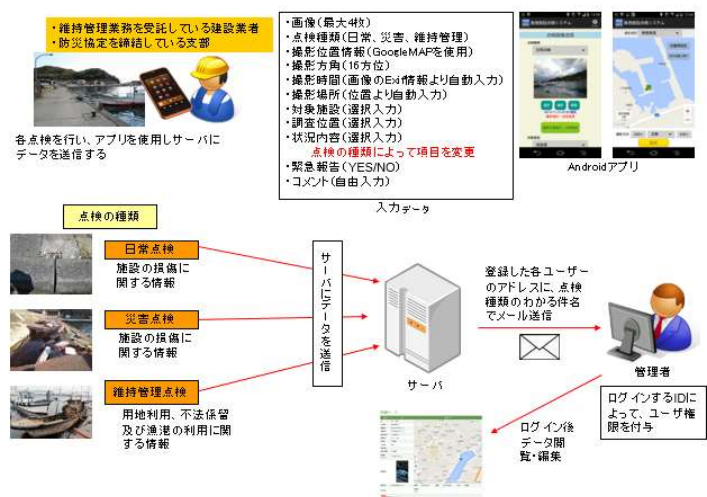 ・維持管理業務を受託している建設業者
・防災協定を締結している支部
各点検を行い、アプリを使用しサーバに
データを送信する
・画像(最大4枚)
・点検種類(日常、災害、維持管理)
・撮影位置情報(GoogleMAPを使用)
・撮影方角(16方位)
・撮影時間(画像のExif情報より自動入力)
・撮影場所(位置より自動入力)
・対象施設(選択入力)
・調査位置(選択入力)
・状況内容(選択入力)
点検の種類によって項目を変更
・緊急報告(YES/NO)
・コメント(自由入力)
入力データ
Androidアプリ
点検の種類
日常点検
施設の損傷に
関する情報
災害点検
施設の損傷に
関する情報
維持管理点検
用地利用、不法係留
及び漁港の利用に関
する情報
サーバにデータを送信
サーバ
登録した各ユーザー
のアドレスに、点検
種類のわかる件名
でメール送信
管理者
ログインするIDに
よって、ユーザ権
限を付与
ログイン後
データ閲
覧・編集